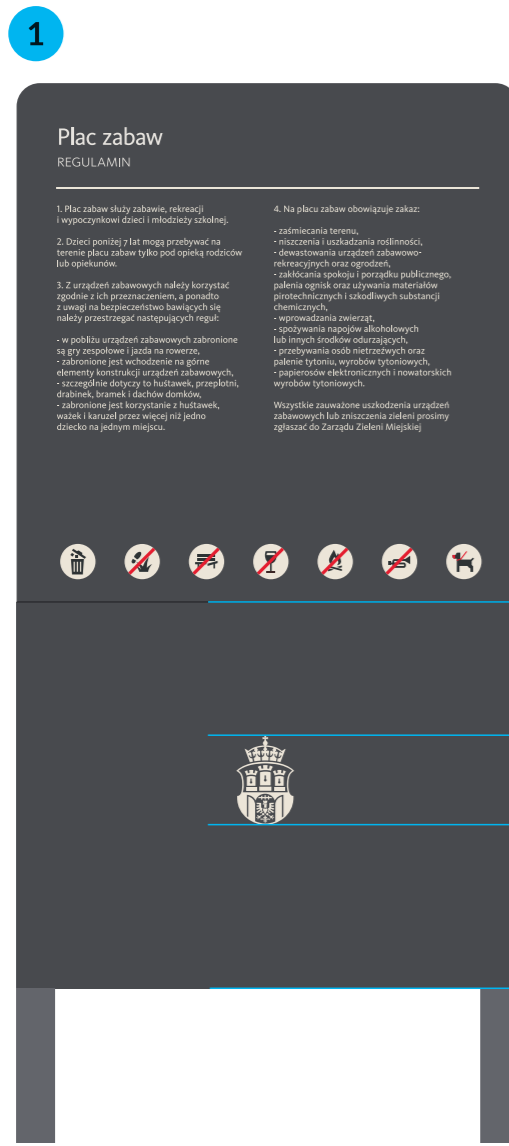 1
Plac zabaw
REGULAMIN
1. Plac zabaw służy zabawie, rekreacji
i wypoczynkowi dzieci i młodzieży szkolnej.
2. Dzieci poniżej 7 lat mogą przebywać na
terenie placu zabaw tylko pod opieką rodziców
lub opiekunów.
3. Z urządzeń zabawowych należy korzystać
zgodnie z ich przeznaczeniem, a ponadto
z uwagi na bezpieczeństwo bawiących się
należy przestrzegać następujących reguł:
- w pobliżu urządzeń zabawowych zabronione
są gry zespołowe i jazda na rowerze,
- zabronione jest wchodzenie na górne
elementy konstrukcji urządzeń zabawowych,
- szczególnie dotyczy to huśtawek, przeplotni,
drabinek, bramek i dachów domków,
- zabronione jest korzystanie z huśtawek,
ważek i karuzel przez więcej niż jedno
dziecko na jednym miejscu.
4. Na placu zabaw obowiązuje zakaz:
- zaśmiecania terenu,
- niszczenia i uszkadzania roślinności,
- dewastowania urządzeń zabawowo-
rekreacyjnych oraz ogrodzeń,
- zakłócania spokoju i porządku publicznego,
palenia ognisk oraz używania materiałów
pirotechnicznych i szkodliwych substancji
chemicznych,
- wprowadzania zwierząt,
- spożywania napojów alkoholowych
lub innych środków odurzających,
- przebywania osób nietrzeźwych oraz
palenie tytoniu, wyrobów tytoniowych,
- papierosów elektronicznych i nowatorskich
wyrobów tytoniowych.
Wszystkie zauważone uszkodzenia urządzeń
zabawowych lub zniszczenia zieleni prosimy
zgłaszać do Zarządu Zieleni Miejskiej